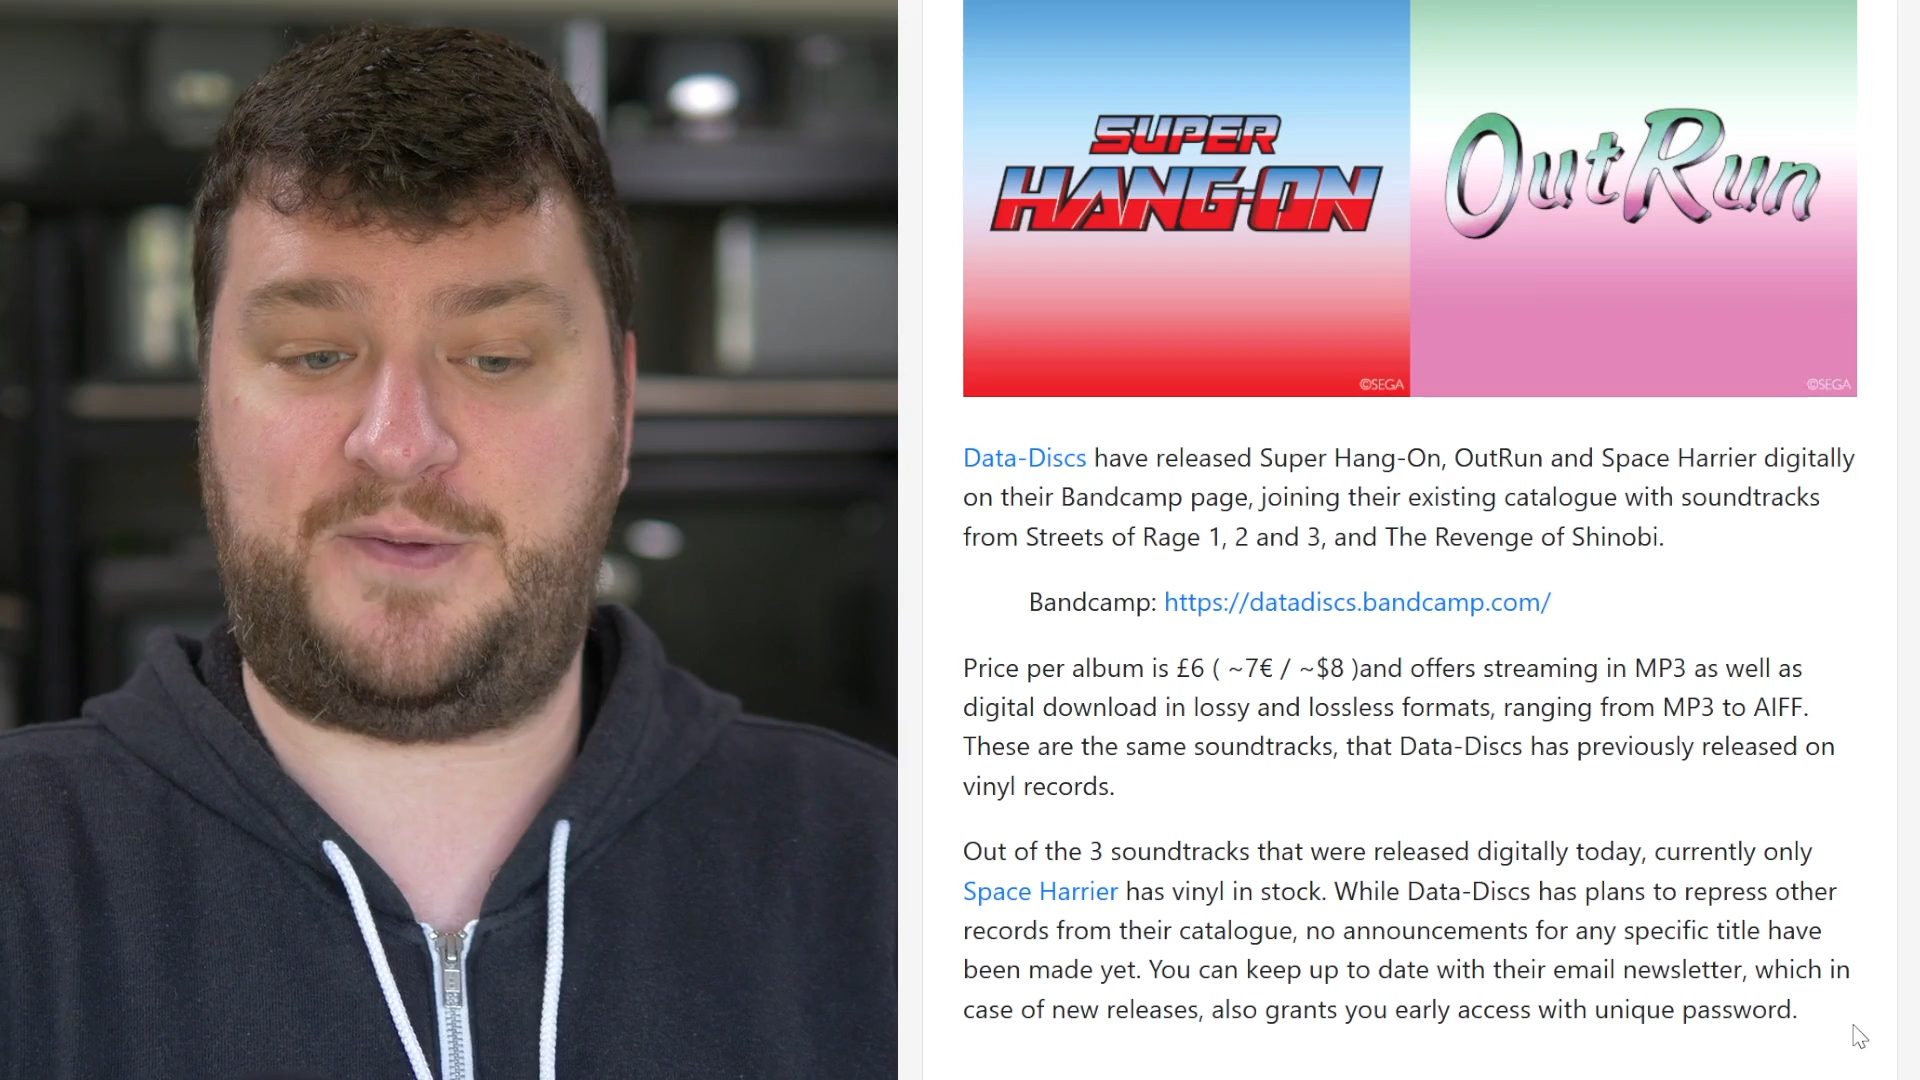 SUPER
HANG-ON
OutRun
©SEGA
©SEGA
Data-Discs have released Super Hang-On, OutRun and Space Harrier digitally
on their Bandcamp page, joining their existing catalogue with soundtracks
from Streets of Rage 1, 2 and 3, and The Revenge of Shinobi.
Bandcamp: https://datadiscs.bandcamp.com/
Price per album is £6 ( ~7€ / ~$8 )and offers streaming in MP3 as well as
digital download in lossy and lossless formats, ranging from MP3 to AIFF.
These are the same soundtracks, that Data-Discs has previously released on
vinyl records.
Out of the 3 soundtracks that were released digitally today, currently only
Space Harrier has vinyl in stock. While Data-Discs has plans to repress other
records from their catalogue, no announcements for any specific title have
been made yet. You can keep up to date with their email newsletter, which in
case of new releases, also grants you early access with unique password.